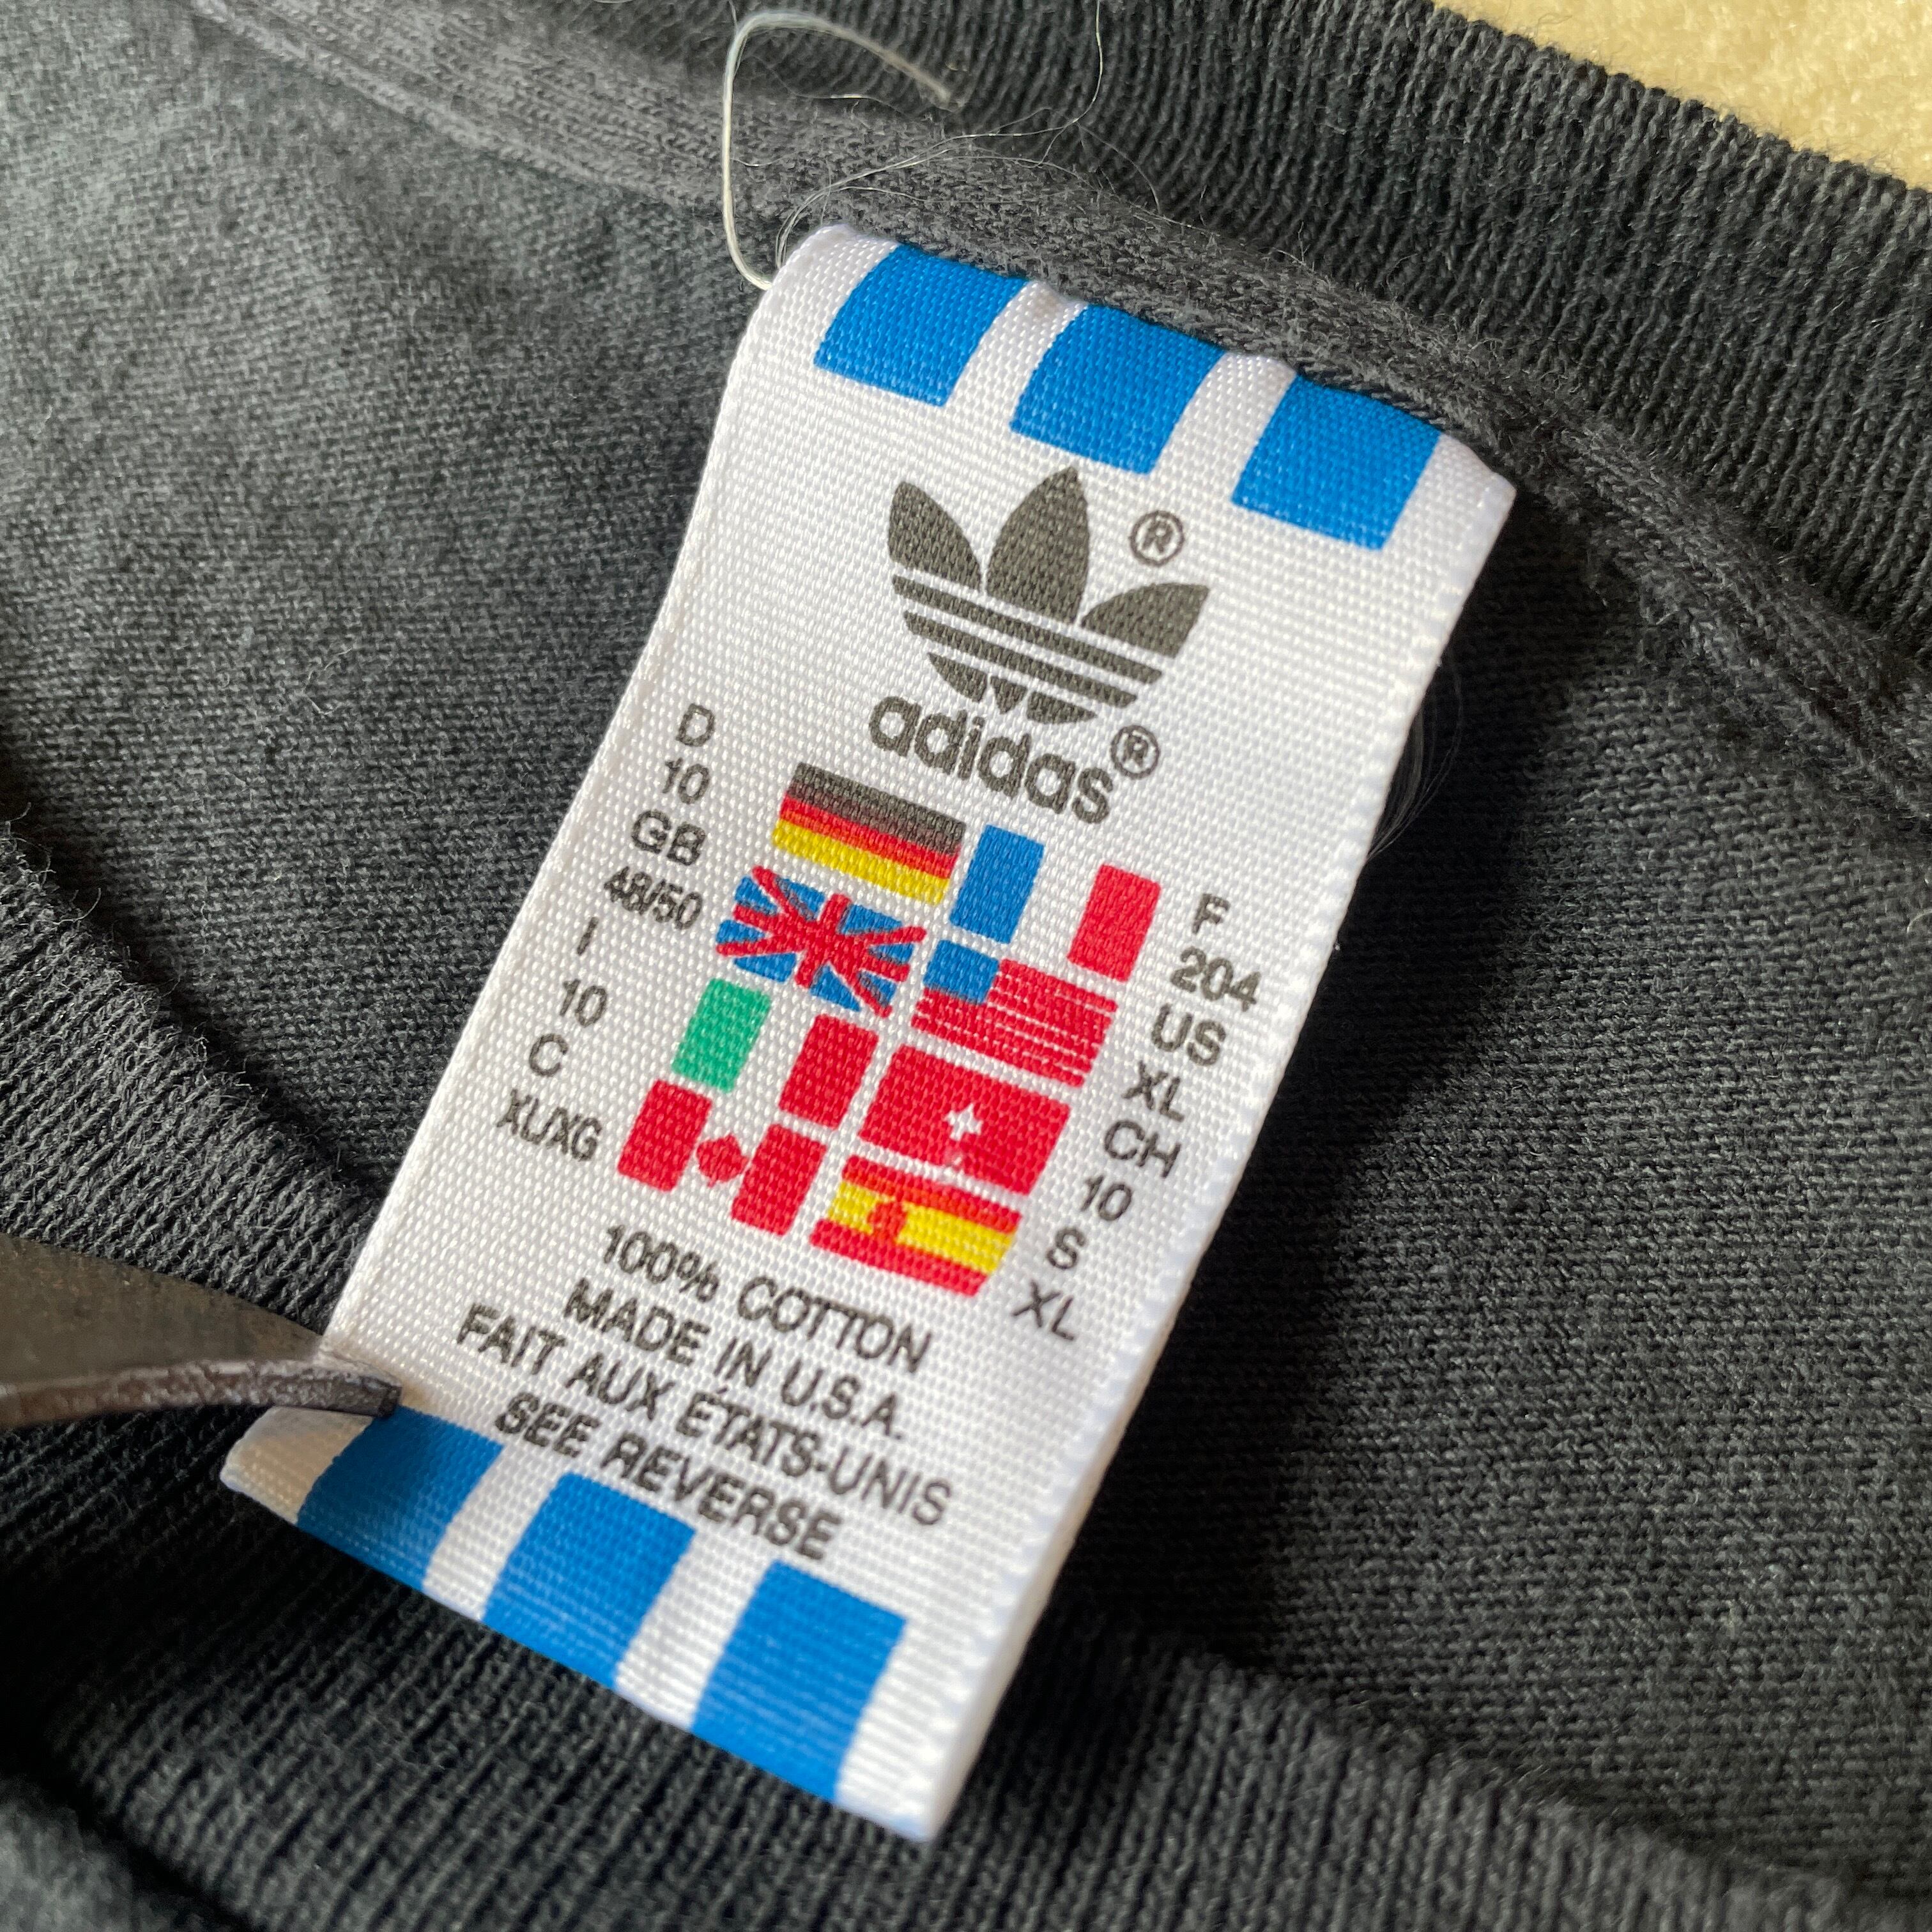 ®
adidas®
D
10
GB
48/50
I
10
C
XL/XG
F
204
US
XL
CH
10
S
XL
100% COTTON
MADE IN U.S.A.
FAIT AUX ÉTATS-UNIS
SEE REVERSE